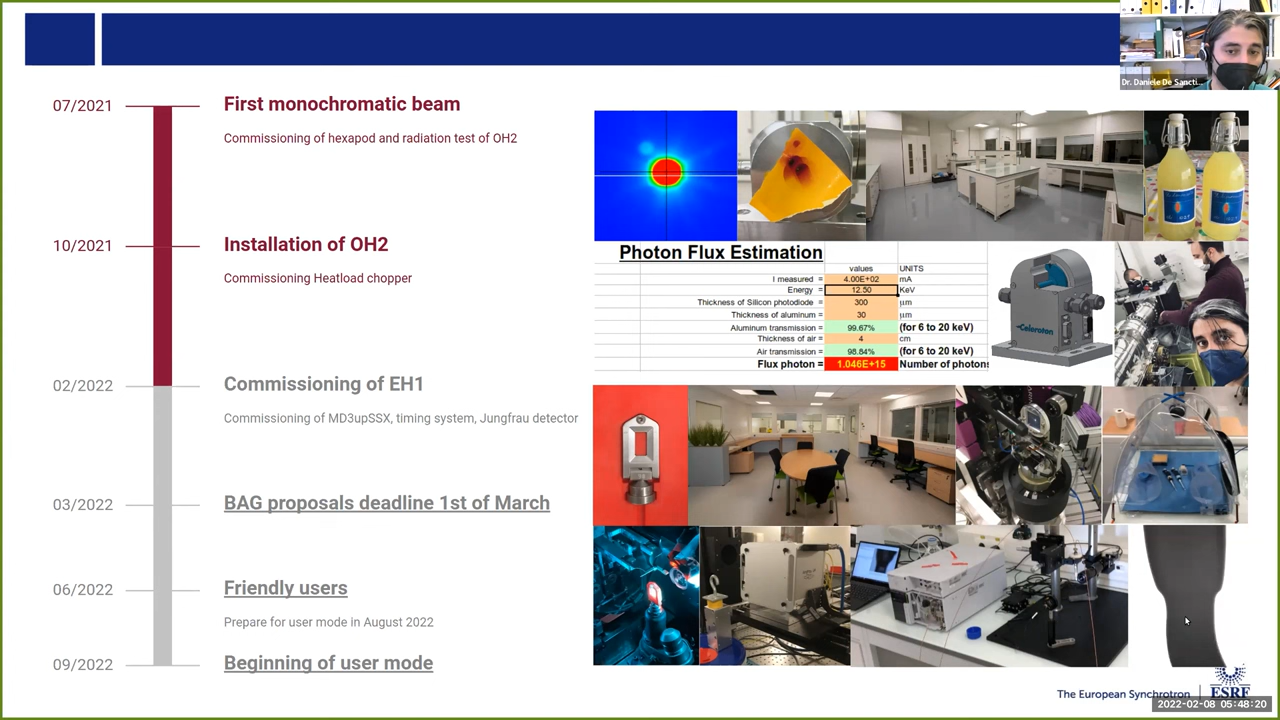 Dr. Daniele De Sancti...
07/2021
First monochromatic beam
Commissioning of hexapod and radiation test of OH2
10/2021
Installation of OH2
Commissioning Heatload chopper
02/2022
Commissioning of EH1
Commissioning of MD3upSSX, timing system, Jungfrau detector
03/2022
BAG proposals deadline 1st of March
06/2022
Friendly users
Prepare for user mode in August 2022
09/2022
Beginning of user mode
Photon Flux Estimation
values UNITS
I measured = 4.00E+02 mA
Energy = 12.50 KeV
Thickness of Silicon photodiode = 300 µm
Thickness of aluminum = 30 µm
Aluminum transmission = 99.67% (for 6 to 20 keV)
Thickness of air = 4 cm
Air transmission = 98.84% (for 6 to 20 keV)
Flux photon = 1.046E+15 Number of photons
Celeroton
The European Synchrotron
ESRF
2022-02-08 05:48:20